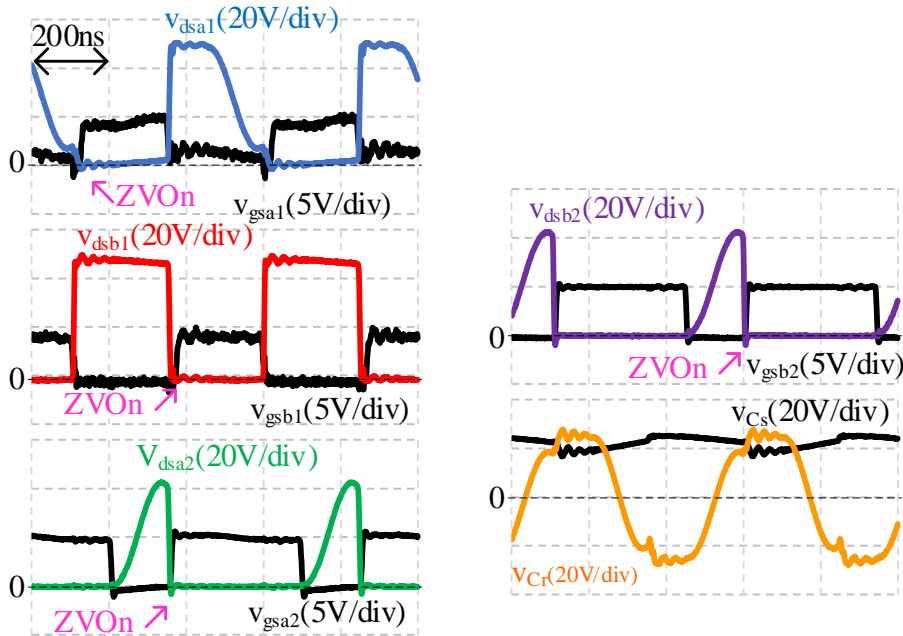 v_dsa1(20V/div)
200ns
0
ZVOn
v_gsa1(5V/div)
v_dsb1(20V/div)
0
ZVOn
v_gsb1(5V/div)
V_dsa2(20V/div)
0
ZVOn
v_gsa2(5V/div)
v_dsb2(20V/div)
0
ZVOn
v_gsb2(5V/div)
v_Cs(20V/div)
0
v_Cr(20V/div)